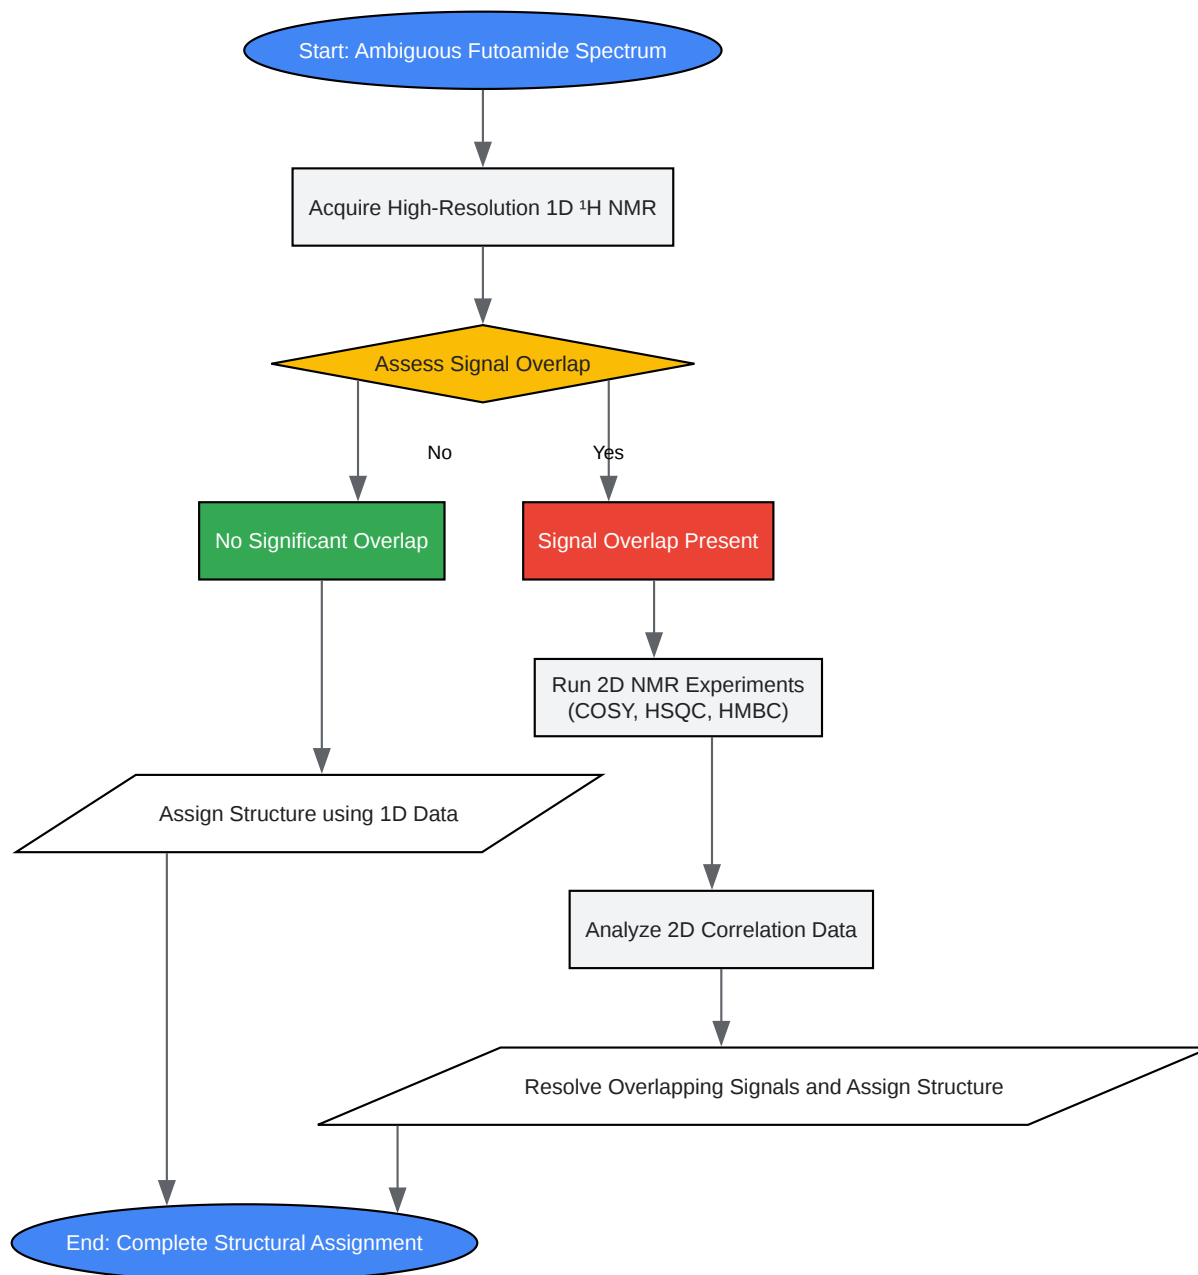 Start: Ambiguous Futoamide Spectrum
Acquire High-Resolution 1D ¹H NMR
Assess Signal Overlap
No
Yes
No Significant Overlap
Signal Overlap Present
Run 2D NMR Experiments
(COSY, HSQC, HMBC)
Assign Structure using 1D Data
Analyze 2D Correlation Data
Resolve Overlapping Signals and Assign Structure
End: Complete Structural Assignment